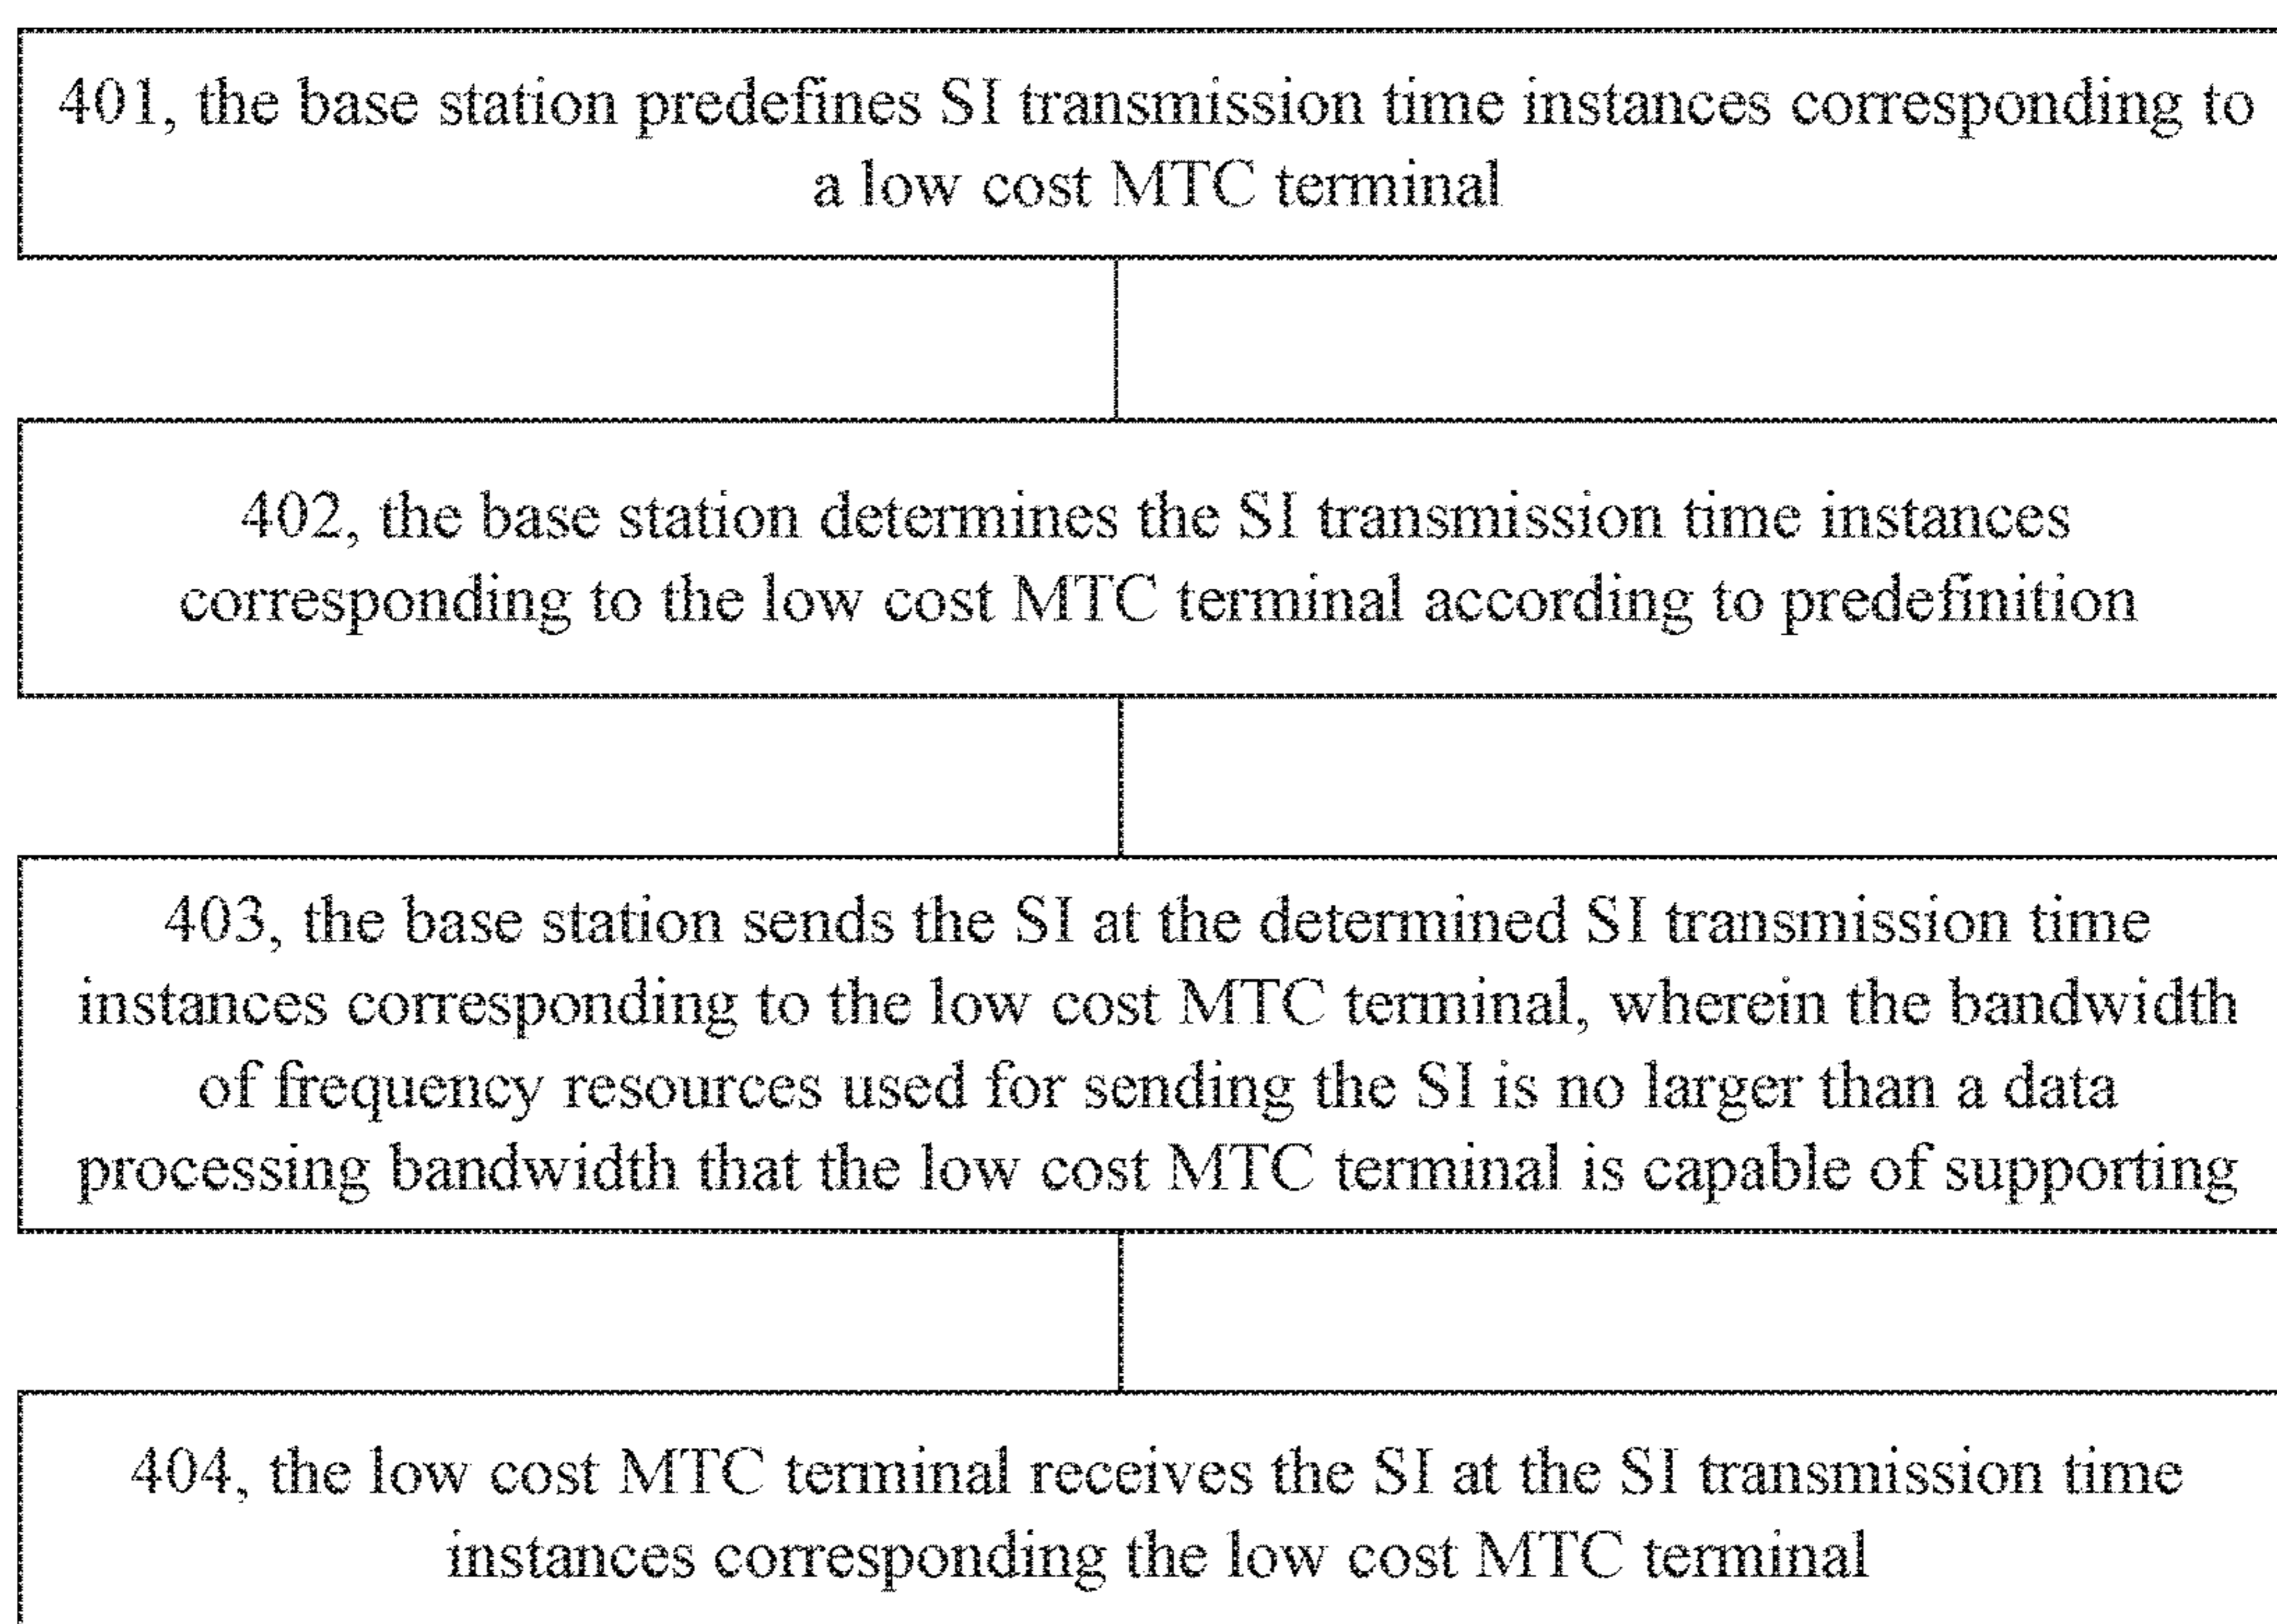 401, the base station predefines SI transmission time instances corresponding to
a low cost MTC terminal
402, the base station determines the SI transmission time instances
corresponding to the low cost MTC terminal according to predefinition
403, the base station sends the SI at the determined SI transmission time
instances corresponding to the low cost MTC terminal, wherein the bandwidth
of frequency resources used for sending the SI is no larger than a data
processing bandwidth that the low cost MTC terminal is capable of supporting
404, the low cost MTC terminal receives the SI at the SI transmission time
instances corresponding the low cost MTC terminal